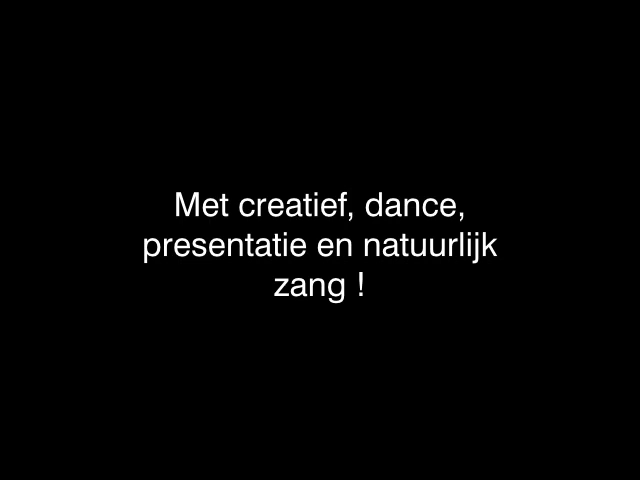 Met creatief, dance,
presentatie en natuurlijk
zang !